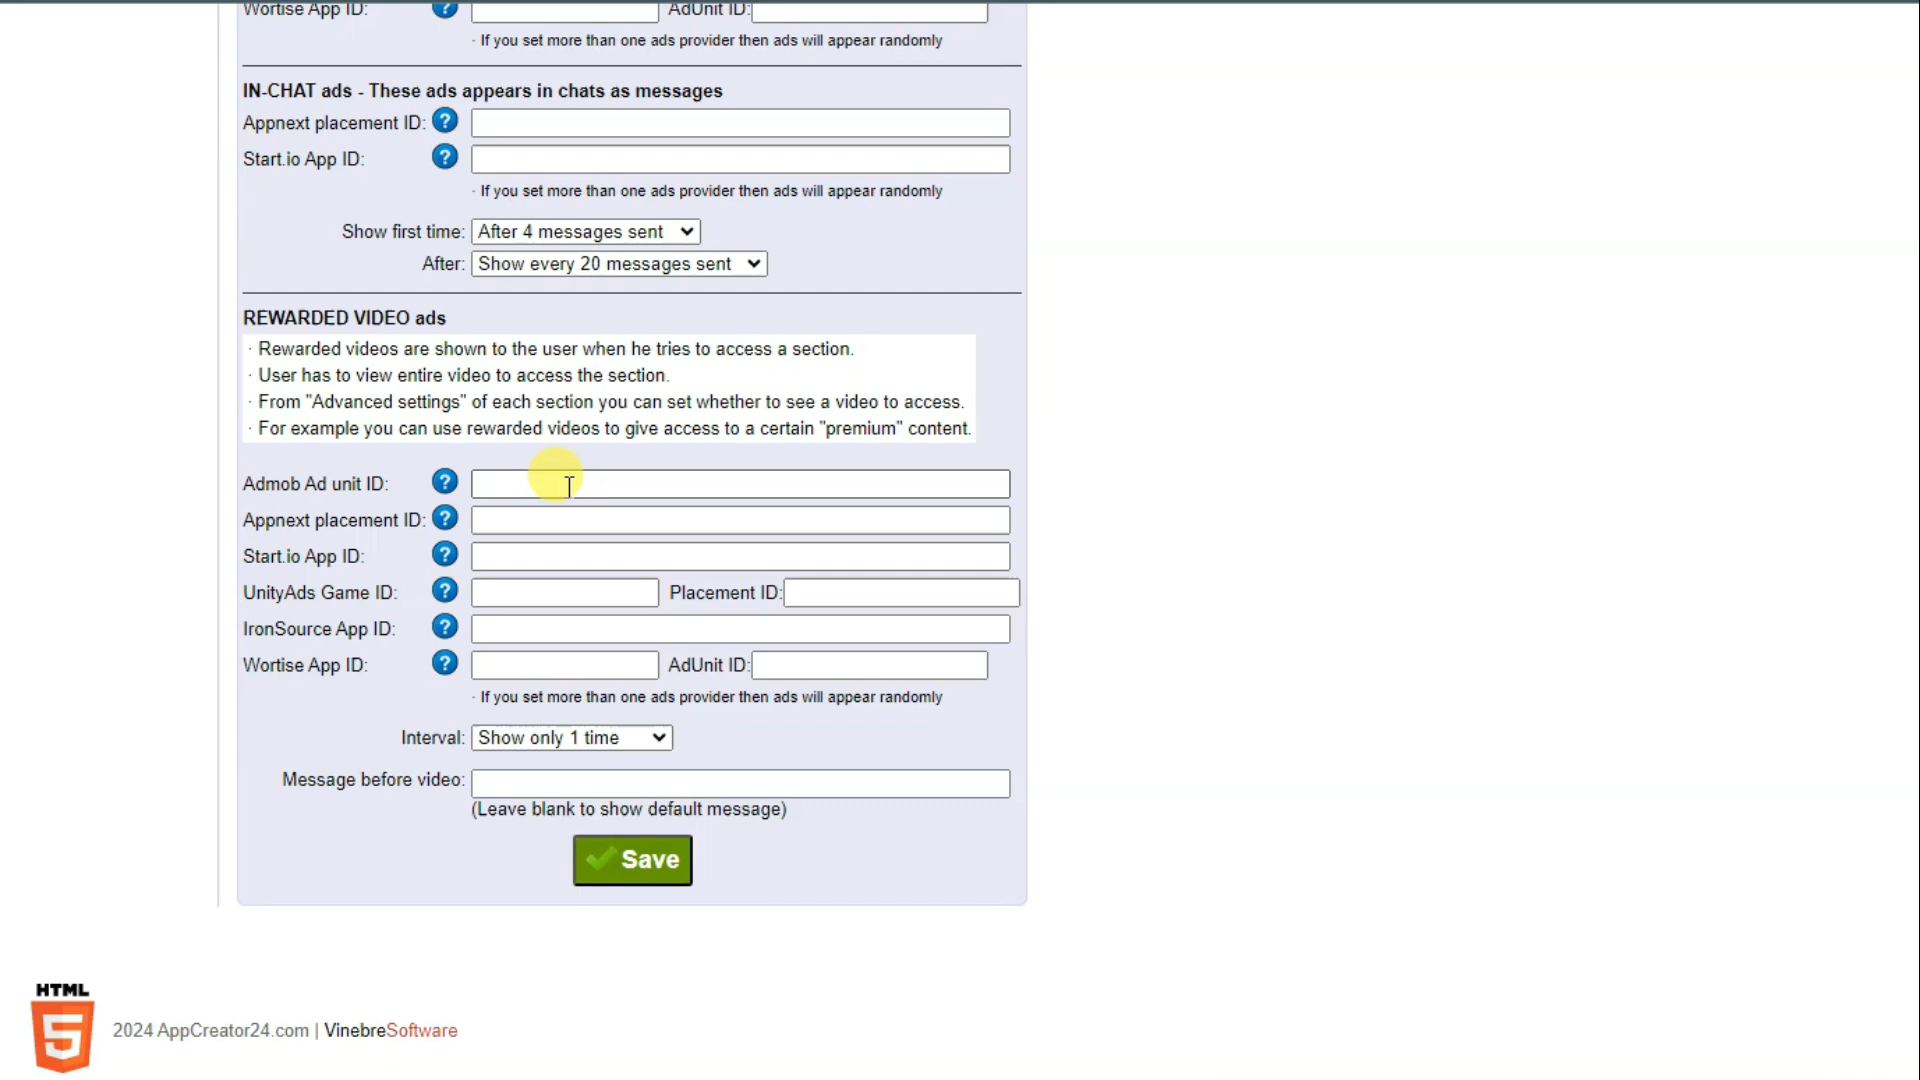 Wortise App ID: ? AdUnit ID:
· If you set more than one ads provider then ads will appear randomly
IN-CHAT ads - These ads appears in chats as messages
Appnext placement ID: ?
Start.io App ID: ?
· If you set more than one ads provider then ads will appear randomly
Show first time: After 4 messages sent
After: Show every 20 messages sent
REWARDED VIDEO ads
· Rewarded videos are shown to the user when he tries to access a section.
· User has to view entire video to access the section.
· From "Advanced settings" of each section you can set whether to see a video to access.
· For example you can use rewarded videos to give access to a certain "premium" content.
Admob Ad unit ID: ?
Appnext placement ID: ?
Start.io App ID: ?
UnityAds Game ID: ? Placement ID:
IronSource App ID: ?
Wortise App ID: ? AdUnit ID:
· If you set more than one ads provider then ads will appear randomly
Interval: Show only 1 time
Message before video:
(Leave blank to show default message)
Save
HTML
5
2024 AppCreator24.com | VinebreSoftware